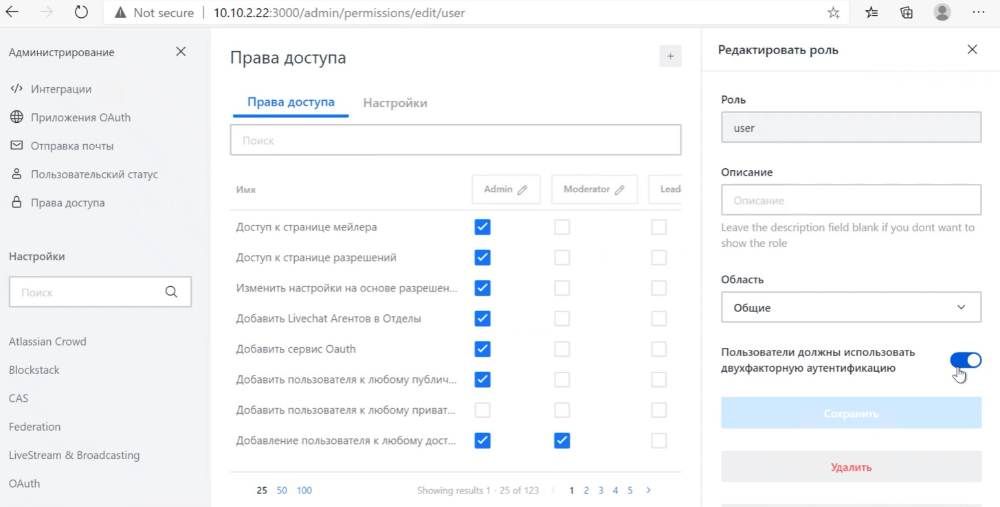 Not secure
10.10.2.22:3000/admin/permissions/edit/user
Администрирование
Интеграции
Приложения OAuth
Отправка почты
Пользовательский статус
Права доступа
Настройки
Поиск
Atlassian Crowd
Blockstack
CAS
Federation
LiveStream & Broadcasting
OAuth
Права доступа
+
Права доступа Настройки
Поиск
Имя Admin Moderator Lead
Доступ к странице мейлера
Доступ к странице разрешений
Изменить настройки на основе разрешен...
Добавить Livechat Агентов в Отделы
Добавить сервис Oauth
Добавить пользователя к любому публич...
Добавить пользователя к любому приват...
Добавление пользователя к любому дост...
25 50 100 Showing results 1 - 25 of 123 1 2 3 4 5
Редактировать роль
Роль
user
Описание
Описание
Leave the description field blank if you dont want to
show the role
Область
Общие
Пользователи должны использовать
двухфакторную аутентификацию
Сохранить
Удалить